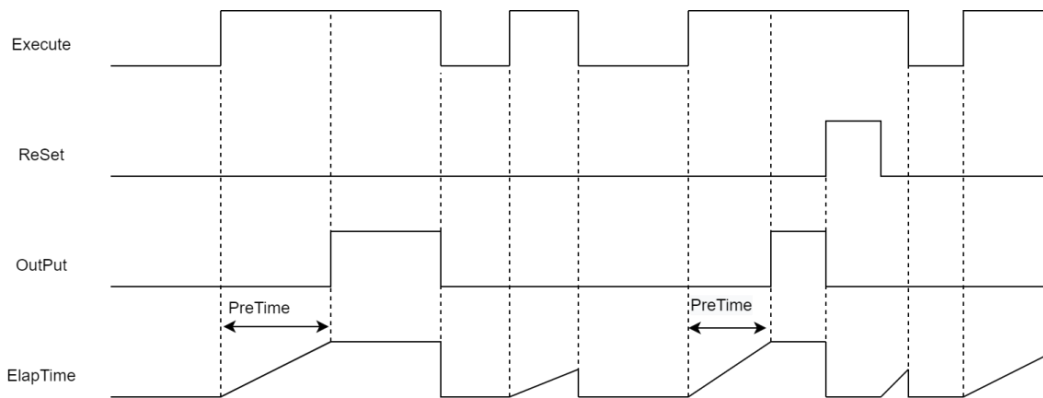 Execute
ReSet
OutPut
PreTime
PreTime
ElapTime